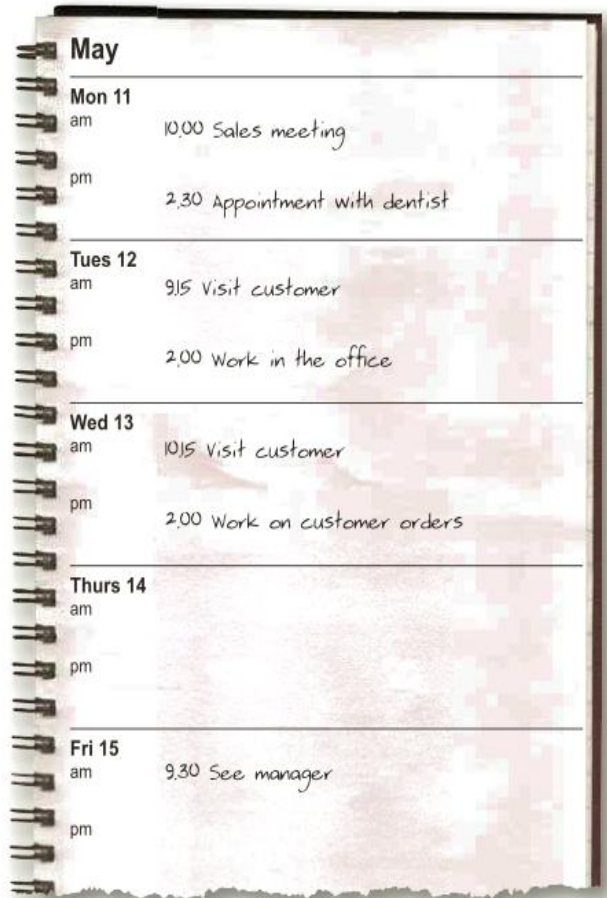 May
Mon 11
am
10.00 Sales meeting
pm
2.30 Appointment with dentist
Tues 12
am
9.15 Visit customer
pm
2.00 Work in the office
Wed 13
am
10.15 Visit customer
pm
2.00 Work on customer orders
Thurs 14
am
pm
Fri 15
am
9.30 See manager
pm